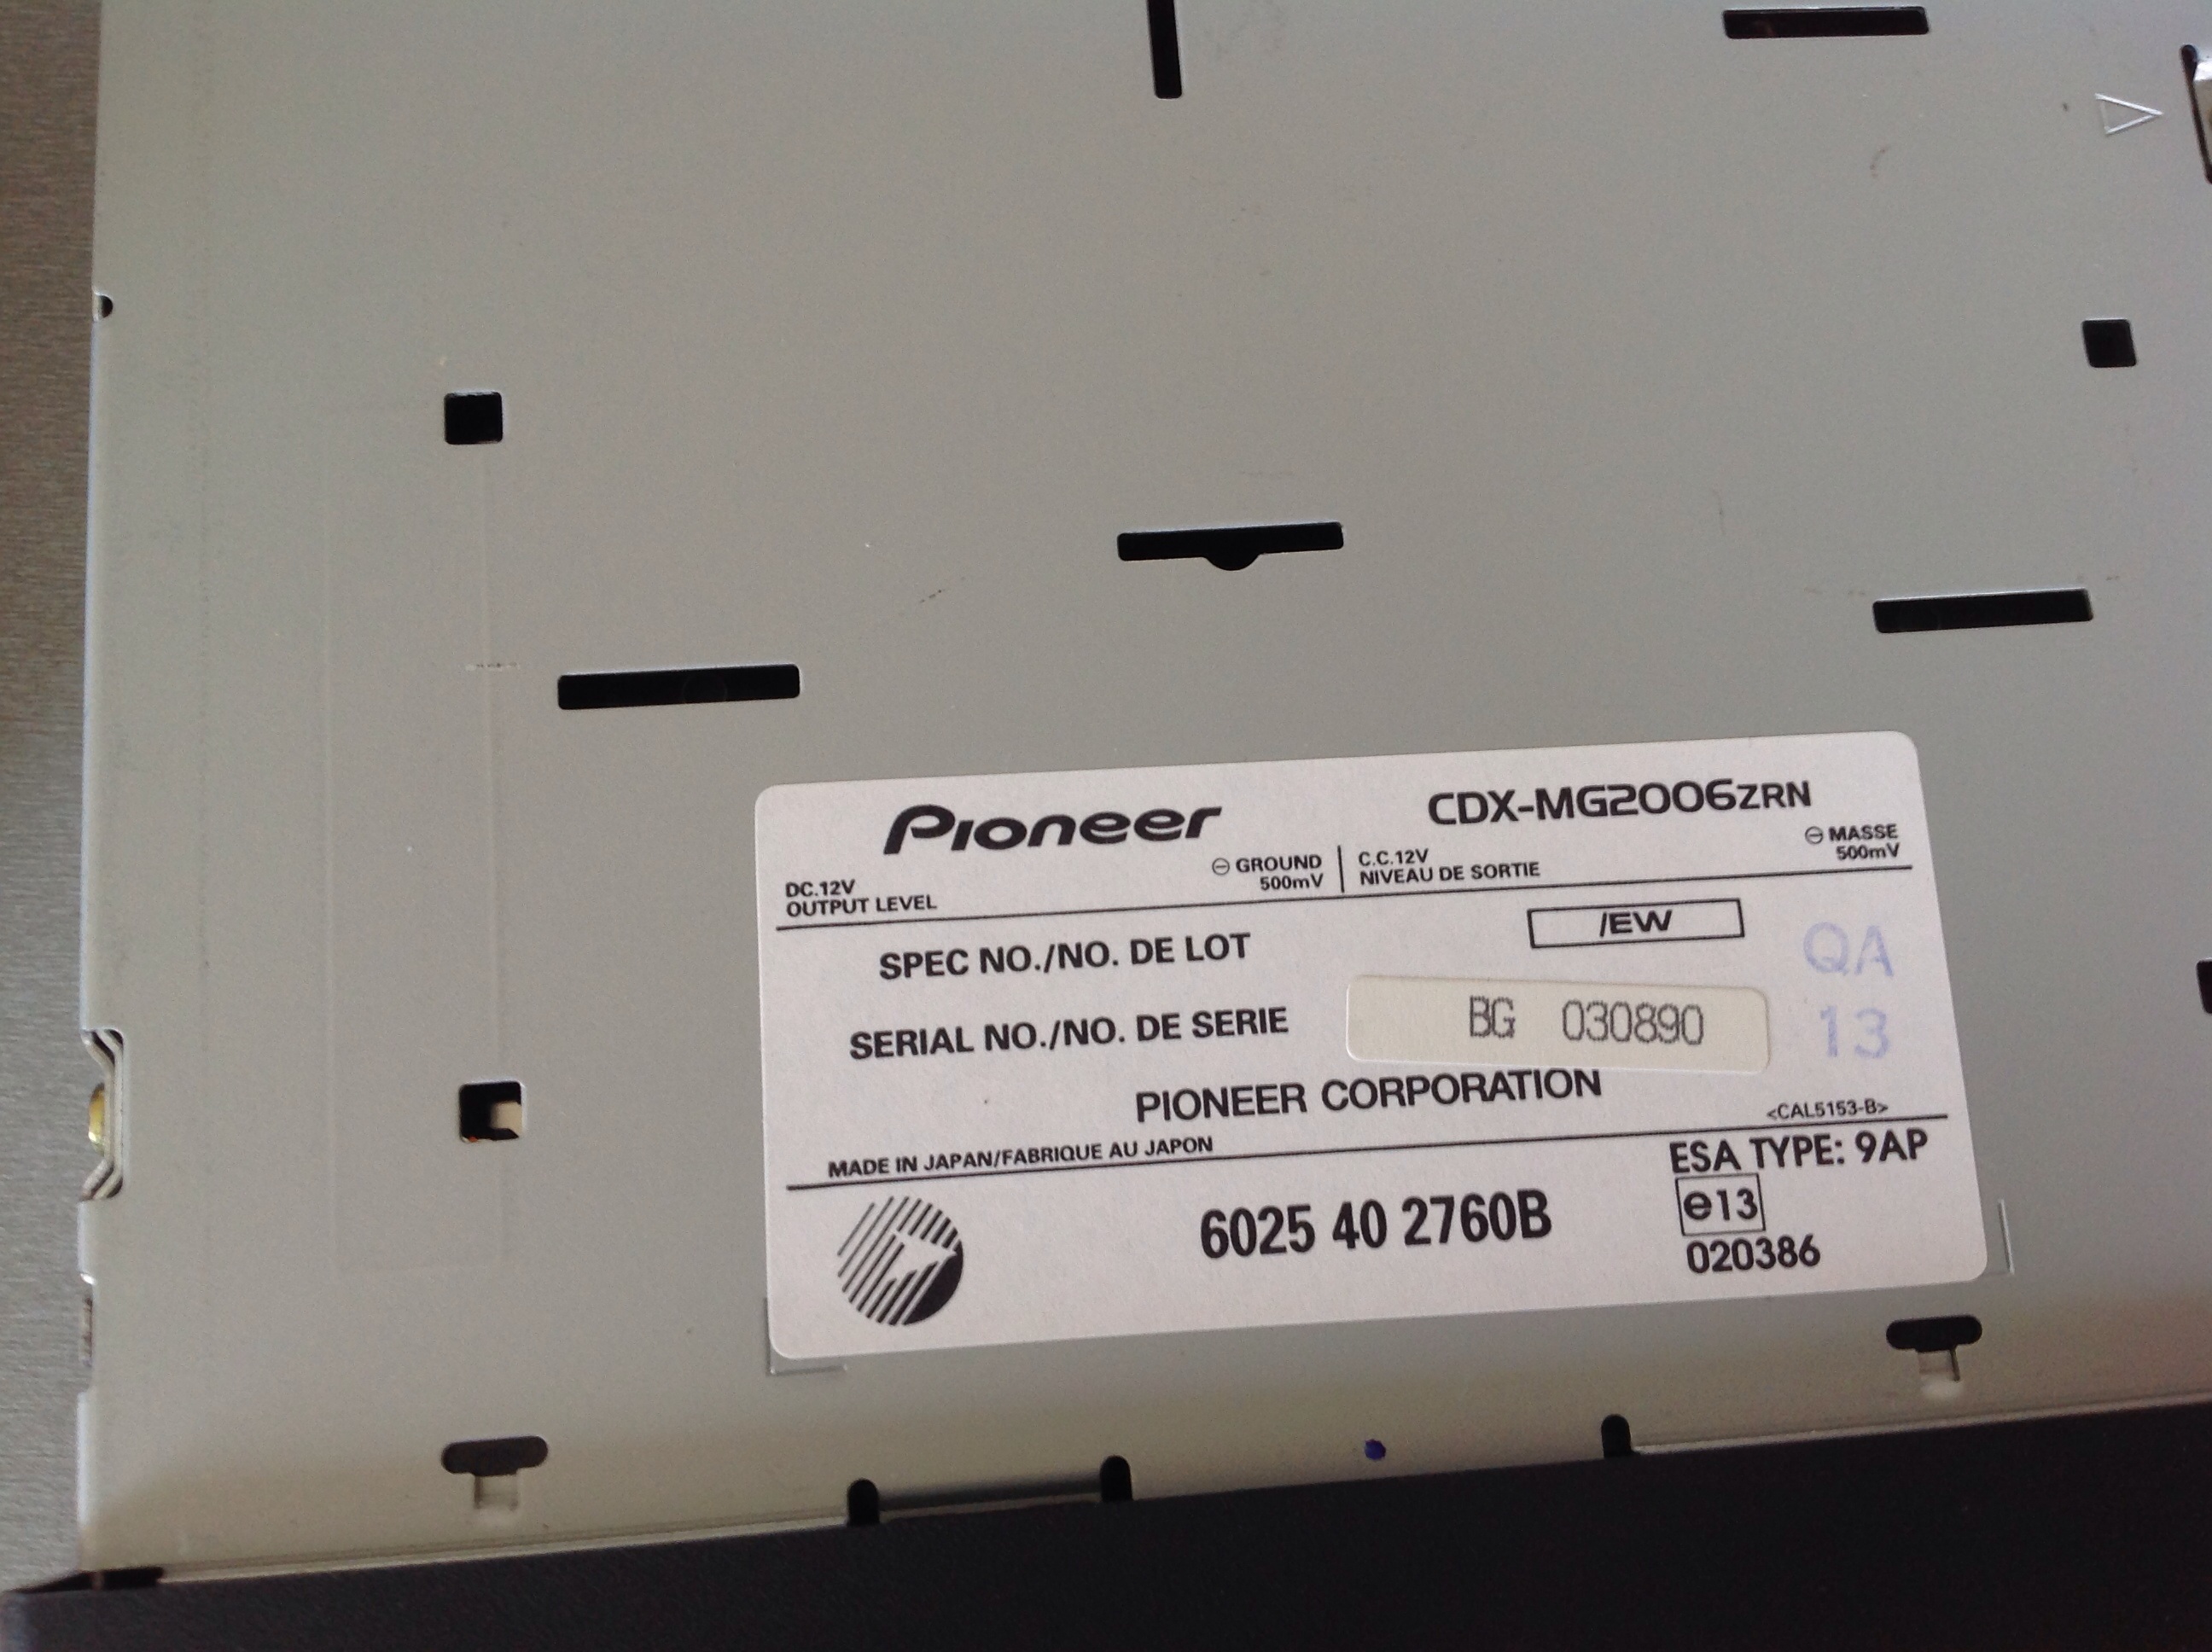 Pioneer CDX-MG2006ZRN
DC.12V ⊖ GROUND C.C.12V ⊖ MASSE
OUTPUT LEVEL 500mV NIVEAU DE SORTIE 500mV
SPEC NO./NO. DE LOT /EW QA
SERIAL NO./NO. DE SERIE BG 030890 13
PIONEER CORPORATION
<CAL5153-B>
MADE IN JAPAN/FABRIQUE AU JAPON
ESA TYPE: 9AP
6025 40 2760B e13
020386